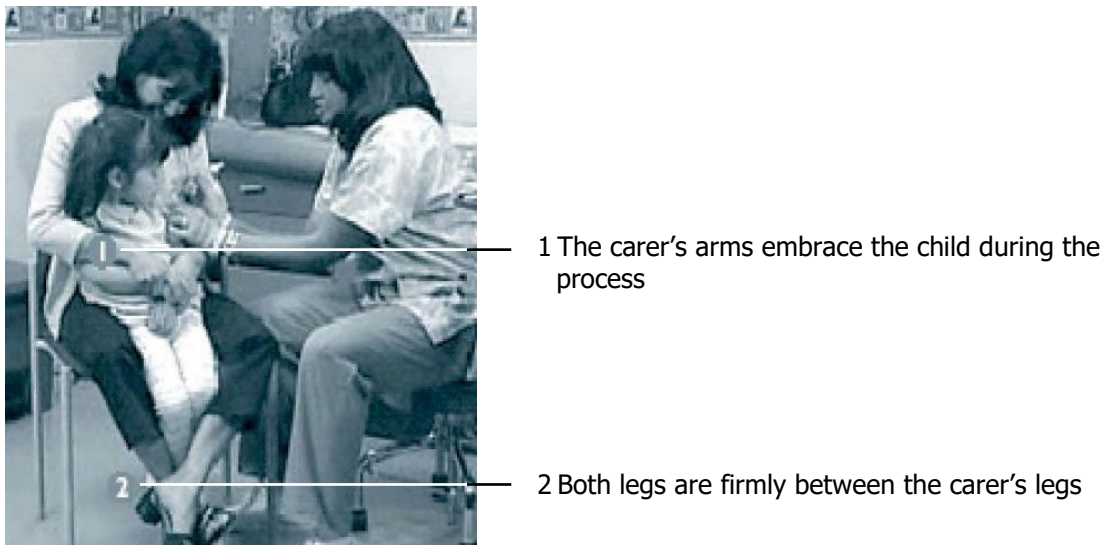 1
1 The carer’s arms embrace the child during the
process
2
2 Both legs are firmly between the carer’s legs